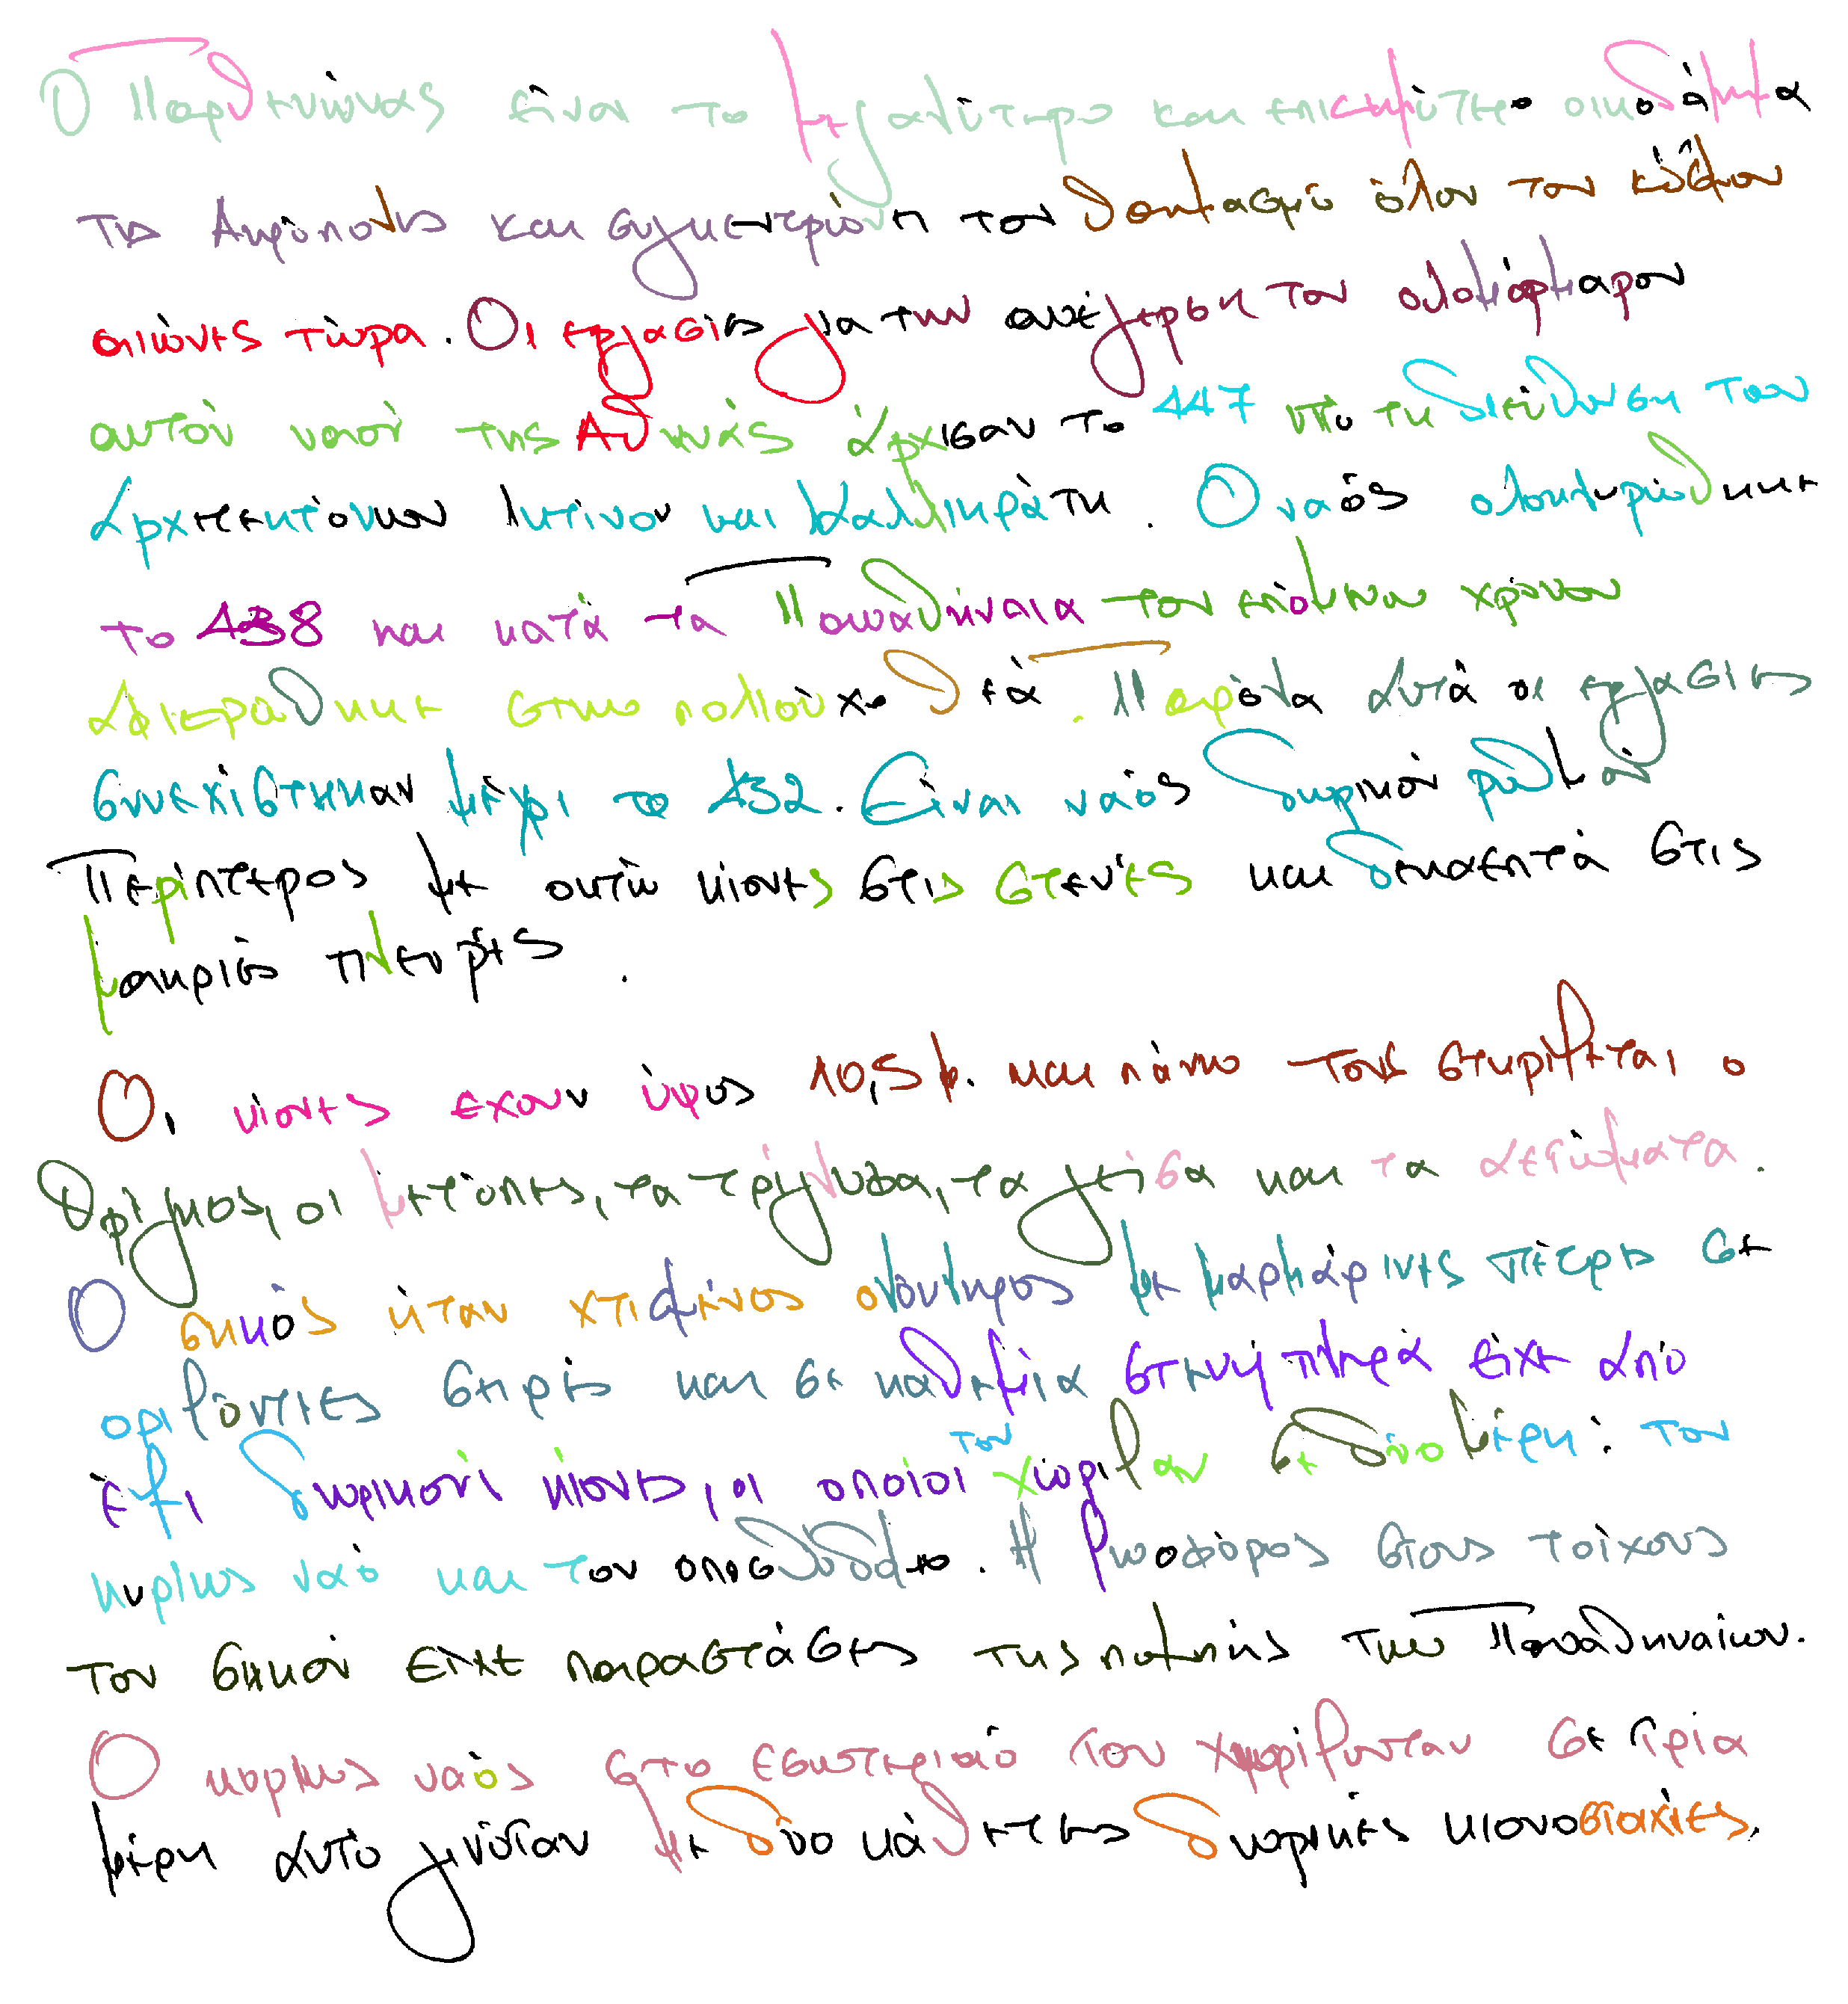 Ο Παρθενώνας είναι το μεγαλύτερο και επισημότερο οικοδόμημα
της Ακρόπολης και συγκεντρώνει τον θαυμασμό όλου του κόσμου
αιώνες τώρα. Οι εργασίες για την ανέγερση του ολομάρμαρου
αυτού ναού της Αθηνάς άρχισαν το 447 υπό τη διεύθυνση των
αρχιτεκτόνων Ικτίνου και Καλλικράτη. Ο ναός ολοκληρώθηκε
το 438 και κατά τα Παναθήναια του επόμενου χρόνου
αφιερώθηκε στην πολιούχο θεά. Παρόλα αυτά οι εργασίες
συνεχίστηκαν μέχρι το 432. Είναι ναός δωρικού ρυθμού
περίπτερος με οκτώ κίονες στις στενές και δεκαεπτά στις
μακριές πλευρές.
Οι κίονες έχουν ύψος 10,5 μ. και πάνω τους στηρίζεται ο
θριγκός, οι μετόπες, τα τρίγλυφα, τα γείσα και τα αετώματα.
Ο σηκός ήταν χτισμένος ολόκληρος με μαρμάρινες πέτρες σε
οριζόντιες σειρές και σε καθεμία στενή πλευρά είχε από
έξι δωρικούς κίονες, οι οποίοι τον χώριζαν σε δύο μέρη: τον
κυρίως ναό και τον οπισθόδομο. Η ζωοφόρος στους τοίχους
του σηκού είχε παραστάσεις της πομπής των Παναθηναίων.
Ο κυρίως ναός στο εσωτερικό του χωριζόνταν σε τρία
μέρη αυτό γινόταν με δύο κάθετες δωρικές κιονοστοιχίες.